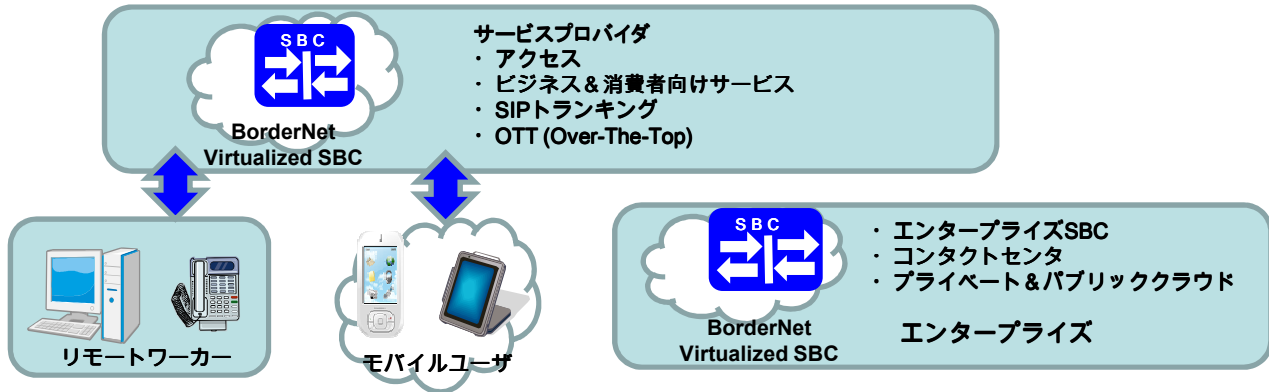 SBC
BorderNet
Virtualized SBC
サービスプロバイダ
・ アクセス
・ ビジネス＆消費者向けサービス
・ SIPトランキング
・ OTT (Over-The-Top)
リモートワーカー
モバイルユーザ
SBC
BorderNet
Virtualized SBC
・ エンタープライズSBC
・ コンタクトセンタ
・ プライベート＆パブリッククラウド
エンタープライズ